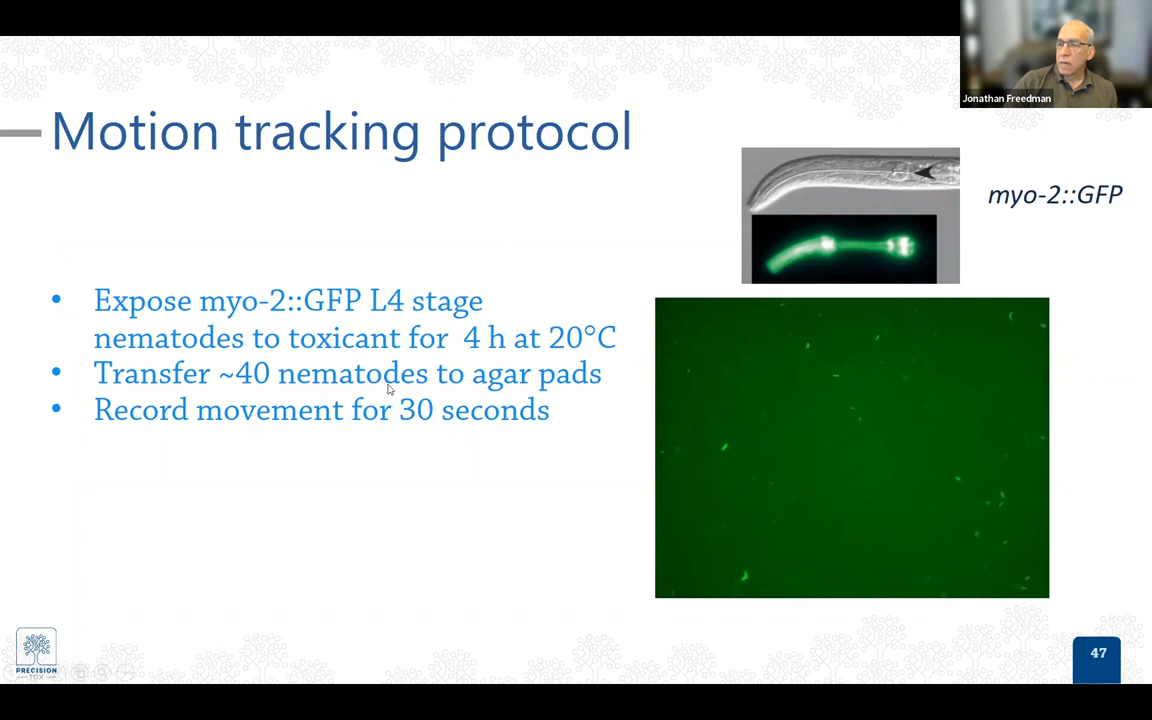 Jonathan Freedman
Motion tracking protocol
myo-2::GFP
• Expose myo-2::GFP L4 stage
nematodes to toxicant for 4 h at 20°C
• Transfer ~40 nematodes to agar pads
• Record movement for 30 seconds
PRECISION
TOX
47